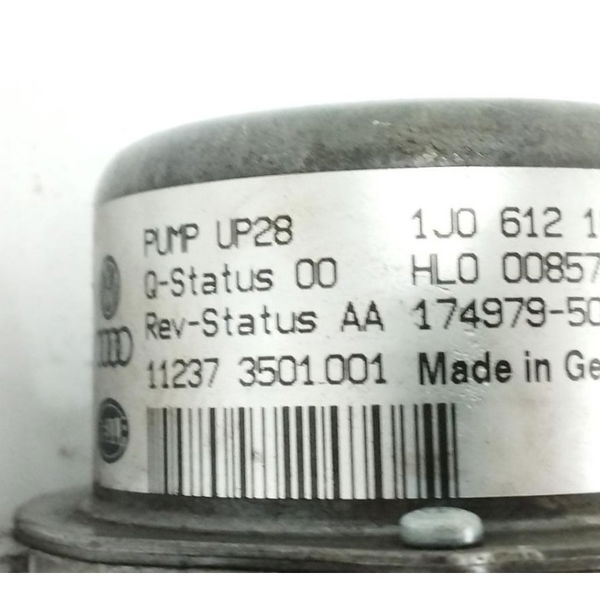 PUMP UP28 1J0 612 1
Q-Status 00 HL0 00857
Rev-Status AA 174979-50
11237 3501.001 Made in Ge